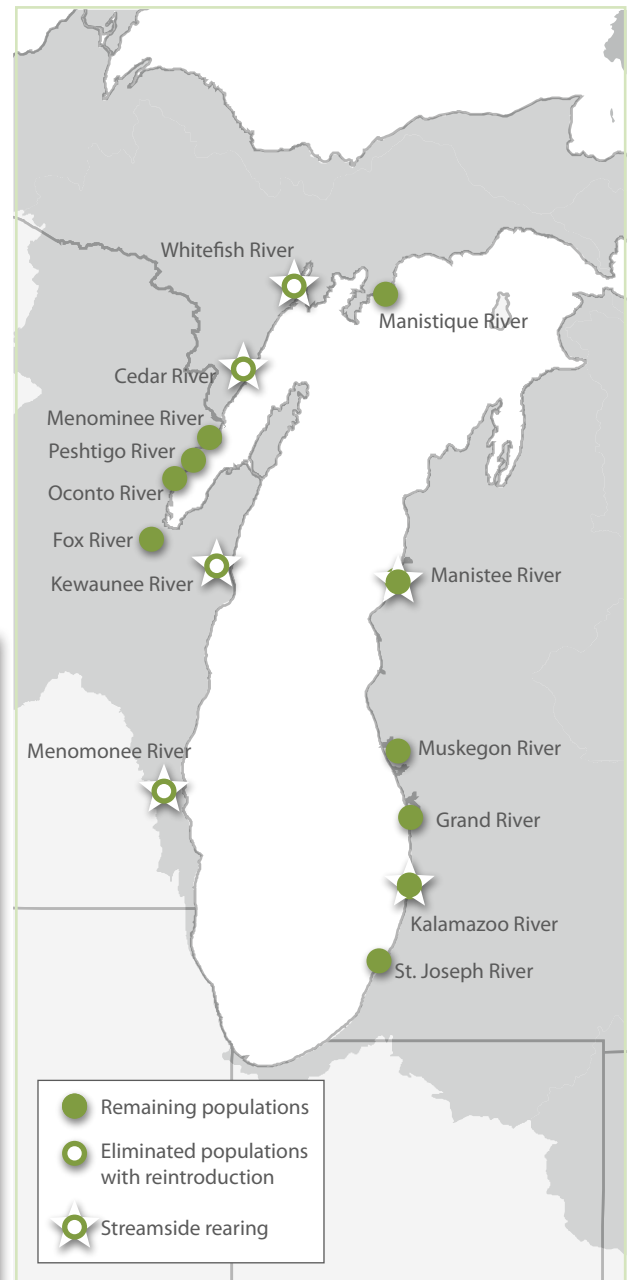 Whitefish River
Manistique River
Cedar River
Menominee River
Peshtigo River
Oconto River
Fox River
Kewaunee River
Manistee River
Menomonee River
Muskegon River
Grand River
Kalamazoo River
St. Joseph River
Remaining populations
Eliminated populations
with reintroduction
Streamside rearing